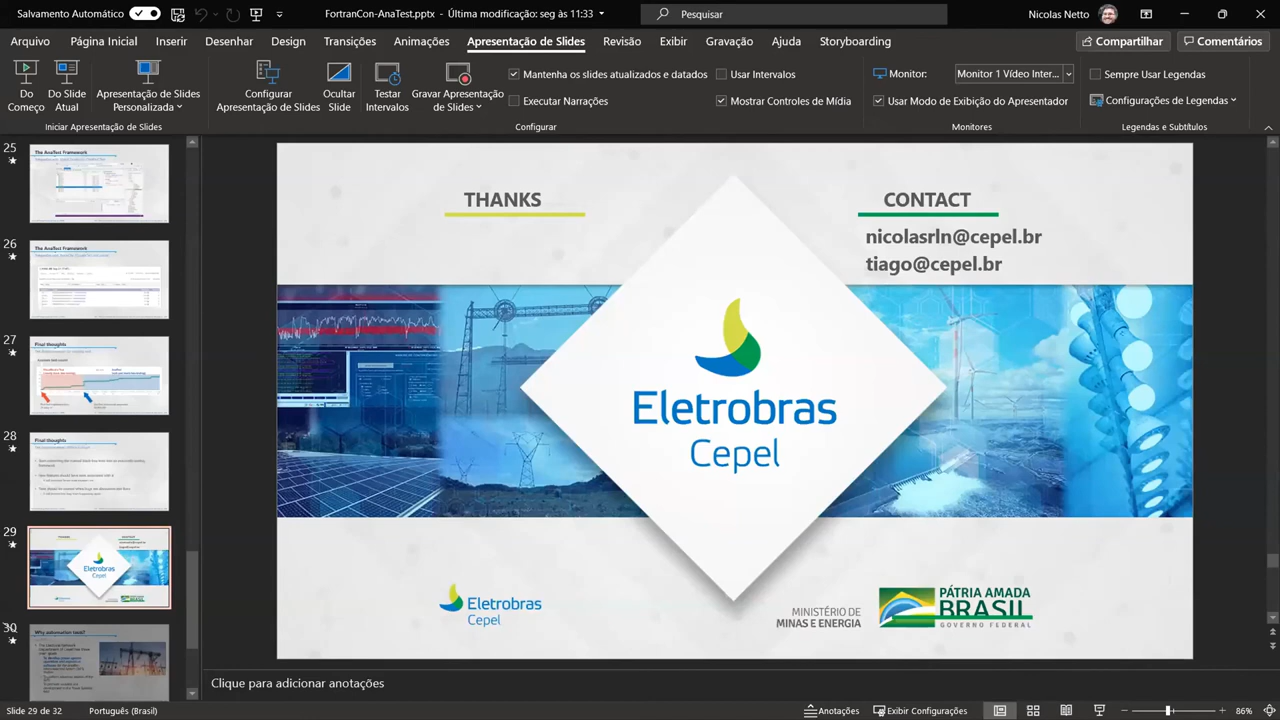 Salvamento Automático
FortranCon-AnaTest.pptx • Última modificação: seg às 11:33
Pesquisar
Nicolas Netto
Arquivo Página Inicial Inserir Desenhar Design Transições Animações Apresentação de Slides Revisão Exibir Gravação Ajuda Storyboarding
Compartilhar Comentários
Do Começo
Do Slide Atual
Apresentação de Slides Personalizada
Iniciar Apresentação de Slides
Configurar Apresentação de Slides
Ocultar Slide
Testar Intervalos
Gravar Apresentação de Slides
Mantenha os slides atualizados e datados
Usar Intervalos
Executar Narrações
Mostrar Controles de Mídia
Configurar
Monitor: Monitor 1 Vídeo Inter...
Usar Modo de Exibição do Apresentador
Monitores
Sempre Usar Legendas
Configurações de Legendas
Legendas e Subtítulos
25
The AnaTest Framework
26
The AnaTest Framework
27
Final thoughts
28
Final thoughts
29
THANKS
Eletrobras
Cepel
30
Why automation tests?
THANKS
CONTACT
nicolasrln@cepel.br
tiago@cepel.br
Eletrobras
Cepel
Eletrobras
Cepel
MINISTÉRIO DE
MINAS E ENERGIA
PÁTRIA AMADA
BRASIL
GOVERNO FEDERAL
Clique para adicionar anotações
Slide 29 de 32 Português (Brasil)
Anotações Exibir Configurações 86%